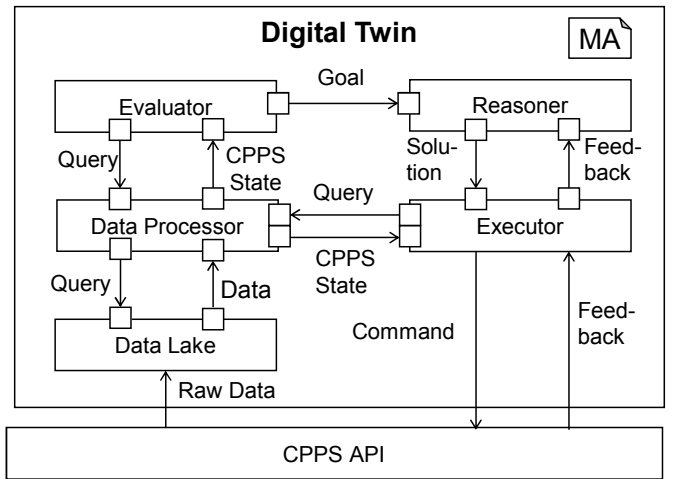 Digital Twin
MA
Goal
Evaluator
Reasoner
Query
CPPS
State
Solu-
tion
Feed-
back
Query
Data Processor
Executor
CPPS
State
Query
Data
Data Lake
Command
Feed-
back
Raw Data
CPPS API